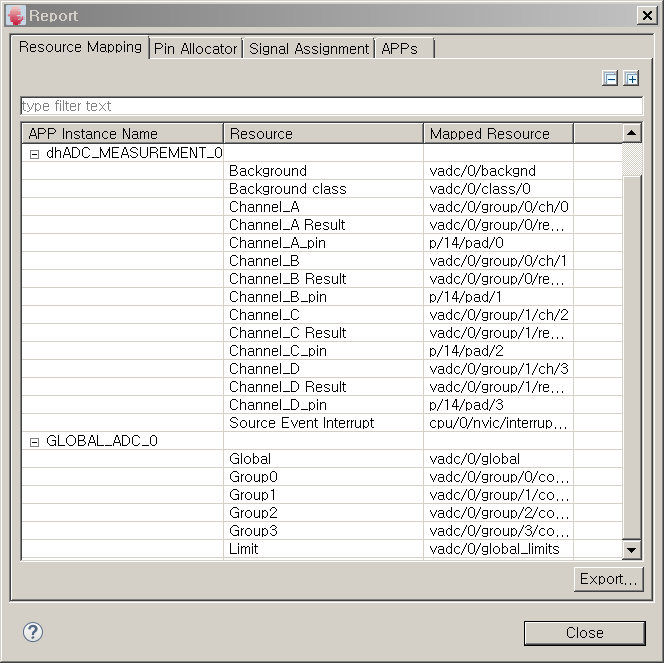 Report
Resource Mapping Pin Allocator Signal Assignment APPs
type filter text
APP Instance Name Resource Mapped Resource
dhADC_MEASUREMENT_0
Background vadc/0/backgnd
Background class vadc/0/class/0
Channel_A vadc/0/group/0/ch/0
Channel_A Result vadc/0/group/0/re...
Channel_A_pin p/14/pad/0
Channel_B vadc/0/group/0/ch/1
Channel_B Result vadc/0/group/0/re...
Channel_B_pin p/14/pad/1
Channel_C vadc/0/group/1/ch/2
Channel_C Result vadc/0/group/1/re...
Channel_C_pin p/14/pad/2
Channel_D vadc/0/group/1/ch/3
Channel_D Result vadc/0/group/1/re...
Channel_D_pin p/14/pad/3
Source Event Interrupt cpu/0/nvic/interrup...
GLOBAL_ADC_0
Global vadc/0/global
Group0 vadc/0/group/0/co...
Group1 vadc/0/group/1/co...
Group2 vadc/0/group/2/co...
Group3 vadc/0/group/3/co...
Limit vadc/0/global_limits
Export...
? Close